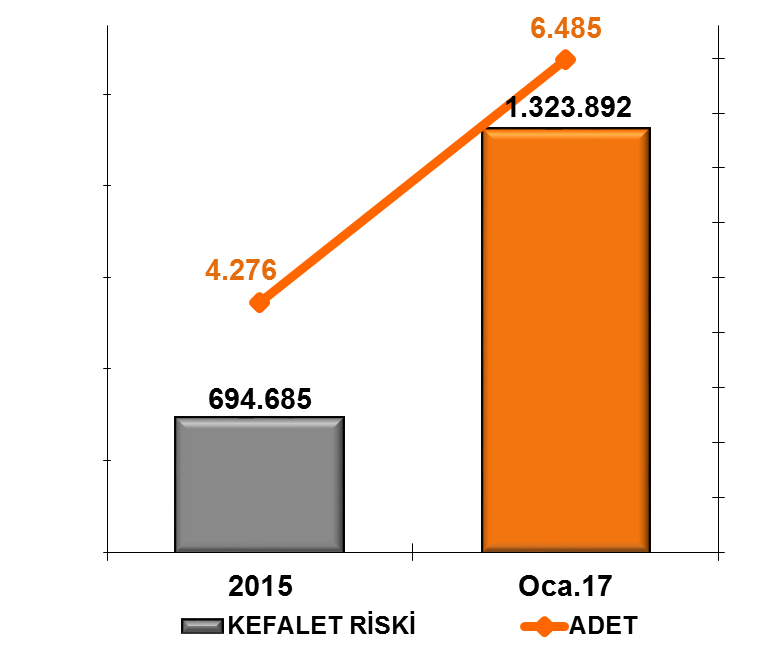 6.485
1.323.892
4.276
694.685
2015 Oca.17
KEFALET RİSKİ ADET